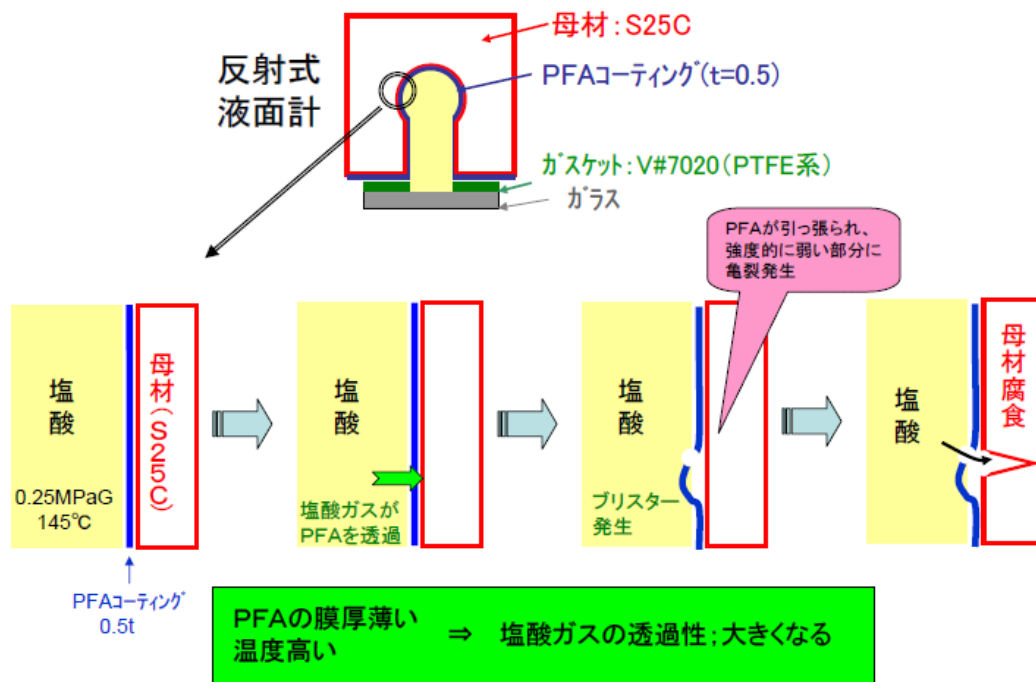 反射式
液面計
母材：S25C
PFAコーティング(t=0.5)
ガスケット：V#7020(PTFE系)
ガラス
PFAが引っ張られ、
強度的に弱い部分に
亀裂発生
塩酸
0.25MPaG
145℃
母材(S25C)
PFAコーティング
0.5t
塩酸
塩酸ガスが
PFAを透過
塩酸
ブリスター
発生
塩酸
母材腐食
PFAの膜厚薄い
温度高い
⇒ 塩酸ガスの透過性；大きくなる